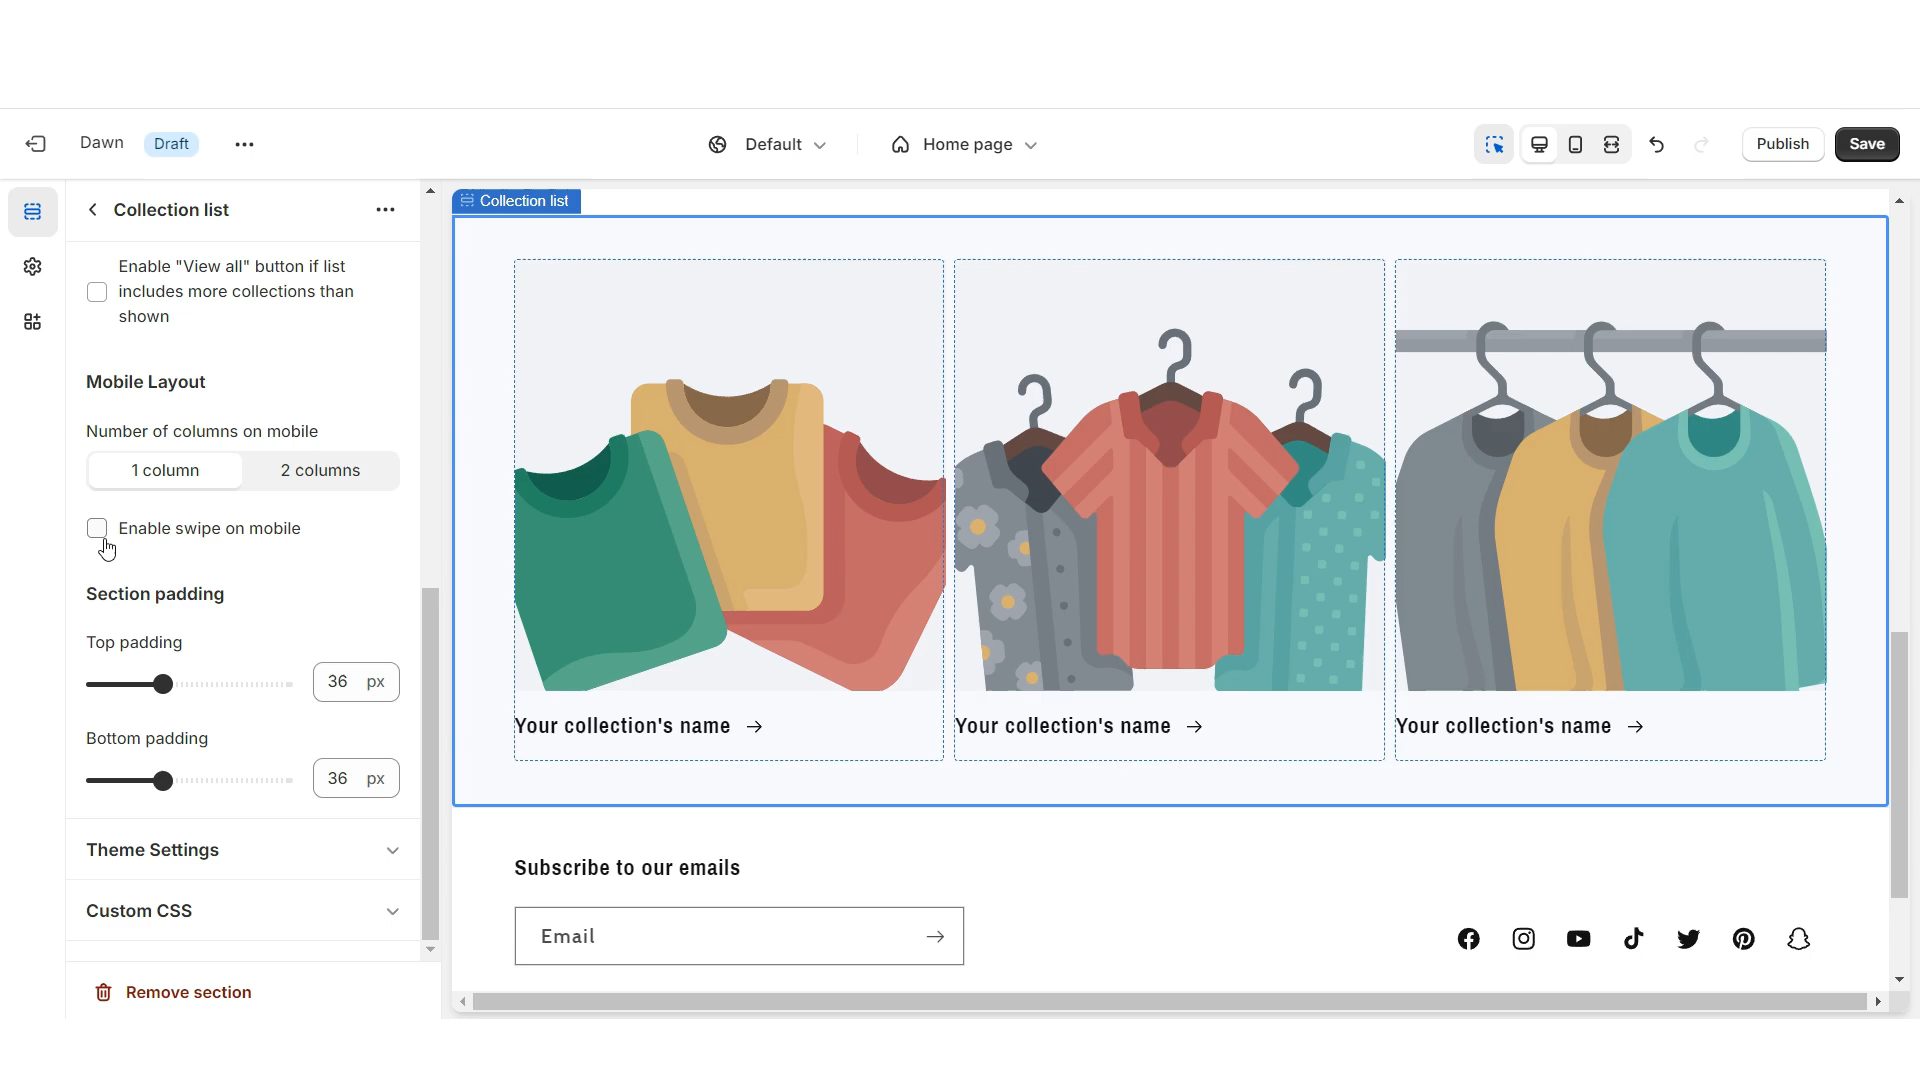 Dawn
Draft
Default
Home page
Publish
Save
Collection list
Enable "View all" button if list
includes more collections than
shown
Mobile Layout
Number of columns on mobile
1 column
2 columns
Enable swipe on mobile
Section padding
Top padding
36 px
Bottom padding
36 px
Theme Settings
Custom CSS
Remove section
Collection list
Your collection's name
Your collection's name
Your collection's name
Subscribe to our emails
Email